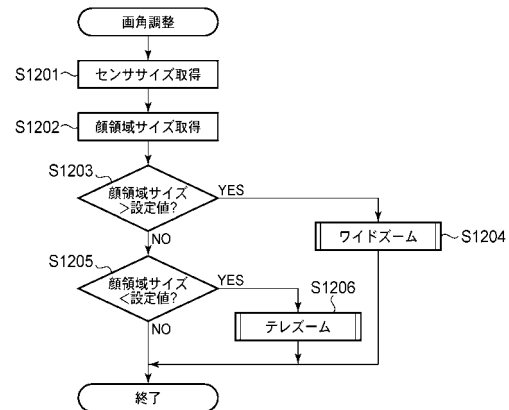 画角調整
S1201
センササイズ取得
S1202
顔領域サイズ取得
S1203
顔領域サイズ
>設定値?
YES
NO
ワイドズーム
S1204
S1205
顔領域サイズ
<設定値?
YES
NO
S1206
テレズーム
終了